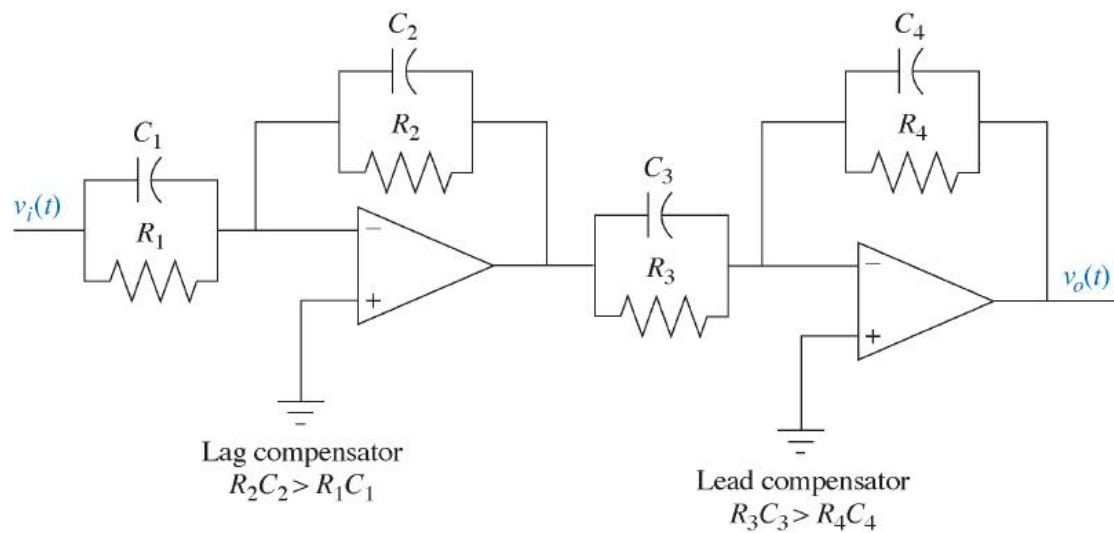 C₂
C₄
R₂
R₄
C₁
C₃
vᵢ(t)
R₁
−
R₃
−
+
vₒ(t)
+
Lag compensator
R₂C₂ > R₁C₁
Lead compensator
R₃C₃ > R₄C₄